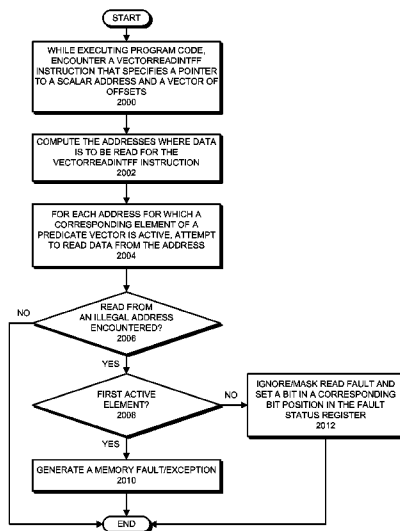 START
WHILE EXECUTING PROGRAM CODE,
ENCOUNTER A VECTORREADINTFF
INSTRUCTION THAT SPECIFIES A POINTER
TO A SCALAR ADDRESS AND A VECTOR OF
OFFSETS
2000
COMPUTE THE ADDRESSES WHERE DATA
IS TO BE READ FOR THE
VECTORREADINTFF INSTRUCTION
2002
FOR EACH ADDRESS FOR WHICH A
CORRESPONDING ELEMENT OF A
PREDICATE VECTOR IS ACTIVE, ATTEMPT
TO READ DATA FROM THE ADDRESS
2004
NO
READ FROM
AN ILLEGAL ADDRESS
ENCOUNTERED?
2006
YES
FIRST ACTIVE
ELEMENT?
2008
NO
IGNORE/MASK READ FAULT AND
SET A BIT IN A CORRESPONDING
BIT POSITION IN THE FAULT
STATUS REGISTER
2012
YES
GENERATE A MEMORY FAULT/EXCEPTION
2010
END